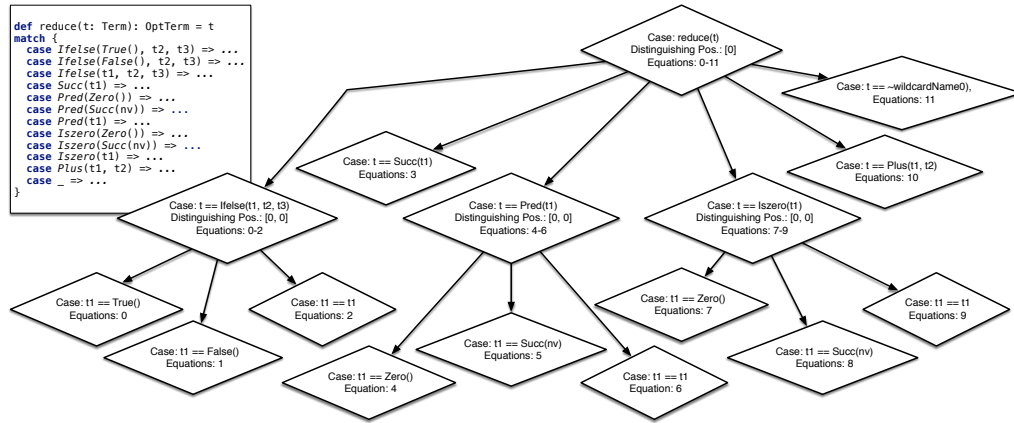 def reduce(t: Term): OptTerm = t
match {
case Ifelse(True(), t2, t3) => ...
case Ifelse(False(), t2, t3) => ...
case Ifelse(t1, t2, t3) => ...
case Succ(t1) => ...
case Pred(Zero()) => ...
case Pred(Succ(nv)) => ...
case Pred(t1) => ...
case Iszero(Zero()) => ...
case Iszero(Succ(nv)) => ...
case Iszero(t1) => ...
case Plus(t1, t2) => ...
case _ => ...
}
Case: reduce(t)
Distinguishing Pos.: [0]
Equations: 0-11
Case: t == ~wildcardName0),
Equations: 11
Case: t == Succ(t1)
Equations: 3
Case: t == Plus(t1, t2)
Equations: 10
Case: t == Ifelse(t1, t2, t3)
Distinguishing Pos.: [0, 0]
Equations: 0-2
Case: t == Pred(t1)
Distinguishing Pos.: [0, 0]
Equations: 4-6
Case: t == Iszero(t1)
Distinguishing Pos.: [0, 0]
Equations: 7-9
Case: t1 == True()
Equations: 0
Case: t1 == False()
Equations: 1
Case: t1 == t1
Equations: 2
Case: t1 == Zero()
Equation: 4
Case: t1 == Succ(nv)
Equations: 5
Case: t1 == t1
Equation: 6
Case: t1 == Zero()
Equations: 7
Case: t1 == Succ(nv)
Equations: 8
Case: t1 == t1
Equations: 9